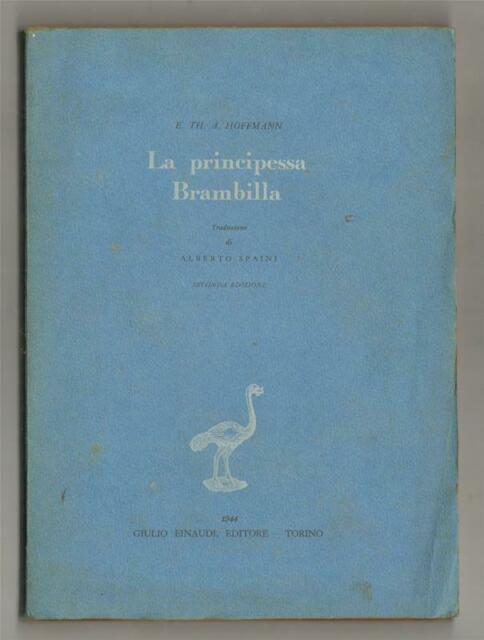 E. TH. A. HOFFMANN
La principessa
Brambilla
Traduzione
di
ALBERTO SPAINI
SECONDA EDIZIONE
1944
GIULIO EINAUDI, EDITORE - TORINO